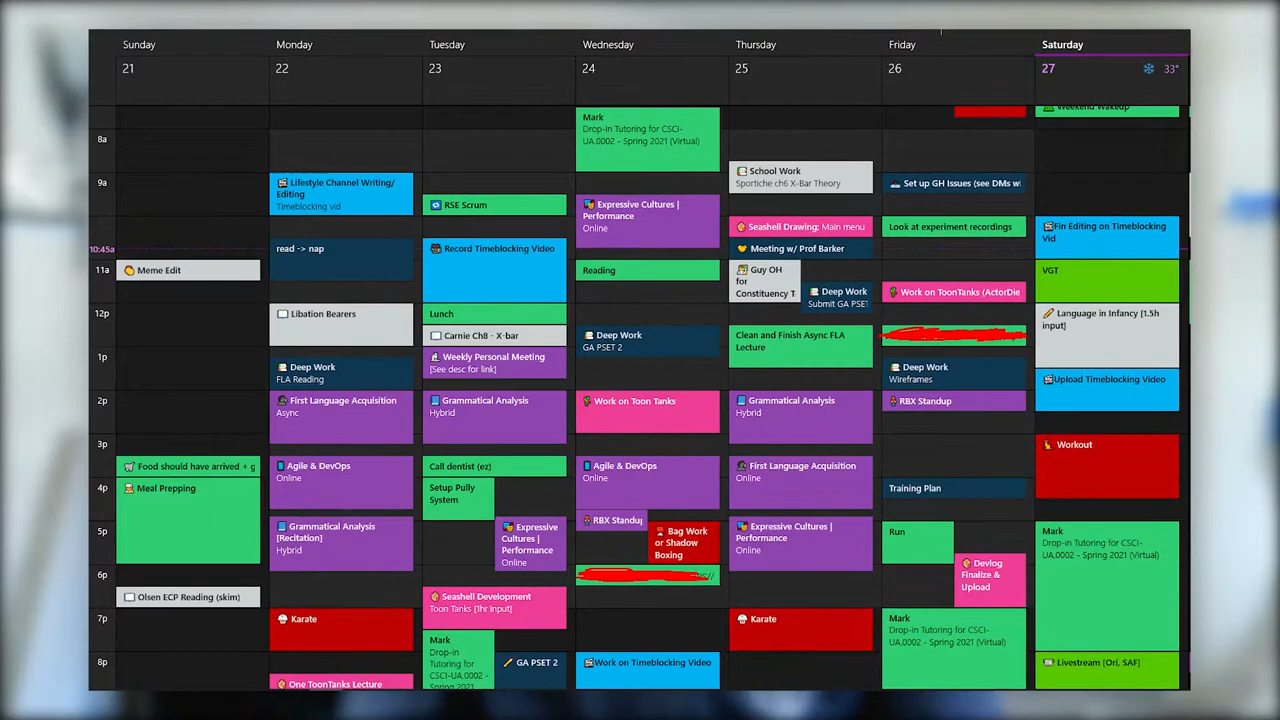 Sunday
Monday
Tuesday
Wednesday
Thursday
Friday
Saturday
21
22
23
24
25
26
27
33°
8a
9a
10:45a
11a
12p
1p
2p
3p
4p
5p
6p
7p
8p
Meme Edit
Food should have arrived + g
Meal Prepping
Olsen ECP Reading (skim)
Lifestyle Channel Writing/
Editing
Timeblocking vid
read -> nap
Libation Bearers
Deep Work
FLA Reading
First Language Acquisition
Async
Agile & DevOps
Online
Grammatical Analysis
[Recitation]
Hybrid
Karate
One ToonTanks Lecture
RSE Scrum
Record Timeblocking Video
Lunch
Carnie Ch8 - X-bar
Weekly Personal Meeting
[See desc for link]
Grammatical Analysis
Hybrid
Call dentist (ez)
Setup Pully
System
Expressive
Cultures |
Performance
Online
Seashell Development
Toon Tanks [1hr input]
Mark
Drop-in
Tutoring for
CSCI-
UA.0002 -
Spring 2021
GA PSET 2
Mark
Drop-in Tutoring for CSCI-
UA.0002 - Spring 2021 (Virtual)
Expressive Cultures |
Performance
Online
Reading
Deep Work
GA PSET 2
Work on Toon Tanks
Agile & DevOps
Online
RBX Standup
Bag Work
or Shadow
Boxing
Work on Timeblocking Video
School Work
Sportiche ch6 X-Bar Theory
Seashell Drawing: Main menu
Meeting w/ Prof Barker
Guy OH
for
Constituency T
Deep Work
Submit GA PSET
Clean and Finish Async FLA
Lecture
Grammatical Analysis
Hybrid
First Language Acquisition
Online
Expressive Cultures |
Performance
Online
Karate
Set up GH Issues (see DMs wi
Look at experiment recordings
Work on ToonTanks (ActorDie
Deep Work
Wireframes
RBX Standup
Training Plan
Run
Devlog
Finalize &
Upload
Mark
Drop-in Tutoring for CSCI-
UA.0002 - Spring 2021 (Virtual)
Weekend Wakeup
Fin Editing on Timeblocking
Vid
VGT
Language in Infancy [1.5h
input]
Upload Timeblocking Video
Workout
Mark
Drop-in Tutoring for CSCI-
UA.0002 - Spring 2021 (Virtual)
Livestream [Ori, SAF]